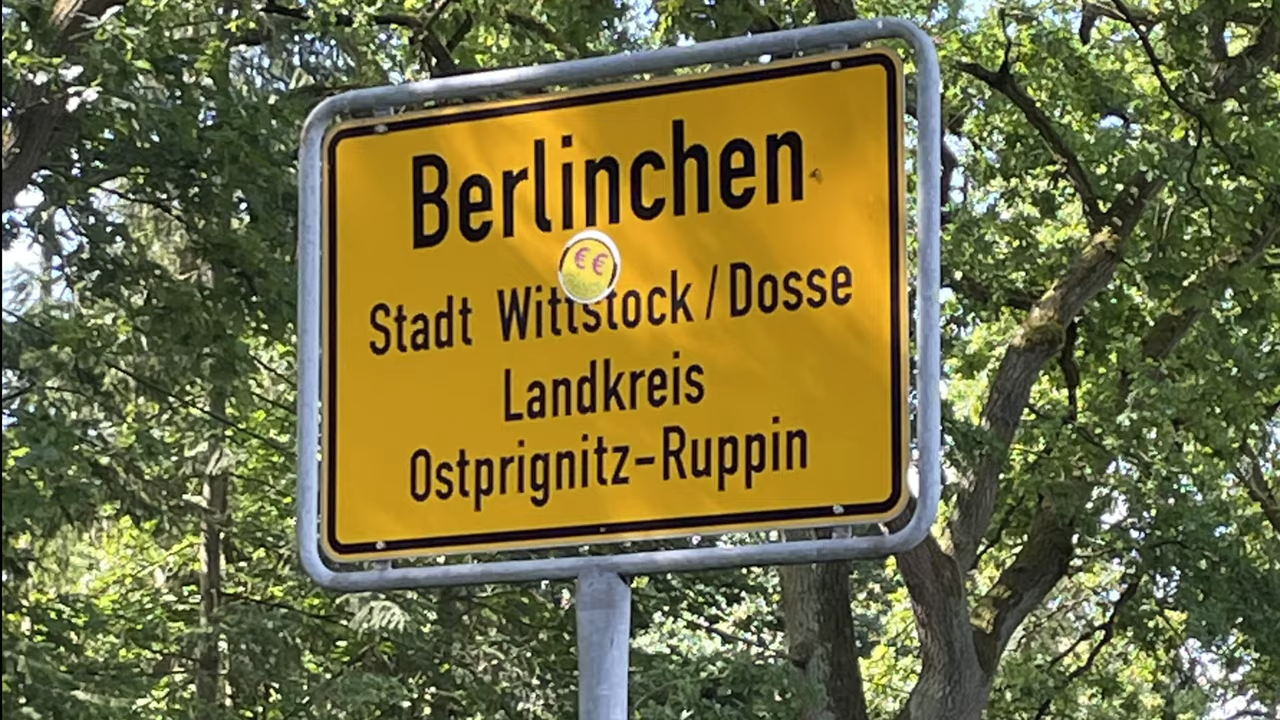 Berlinchen
€€
Stadt Wittstock / Dosse
Landkreis
Ostprignitz-Ruppin